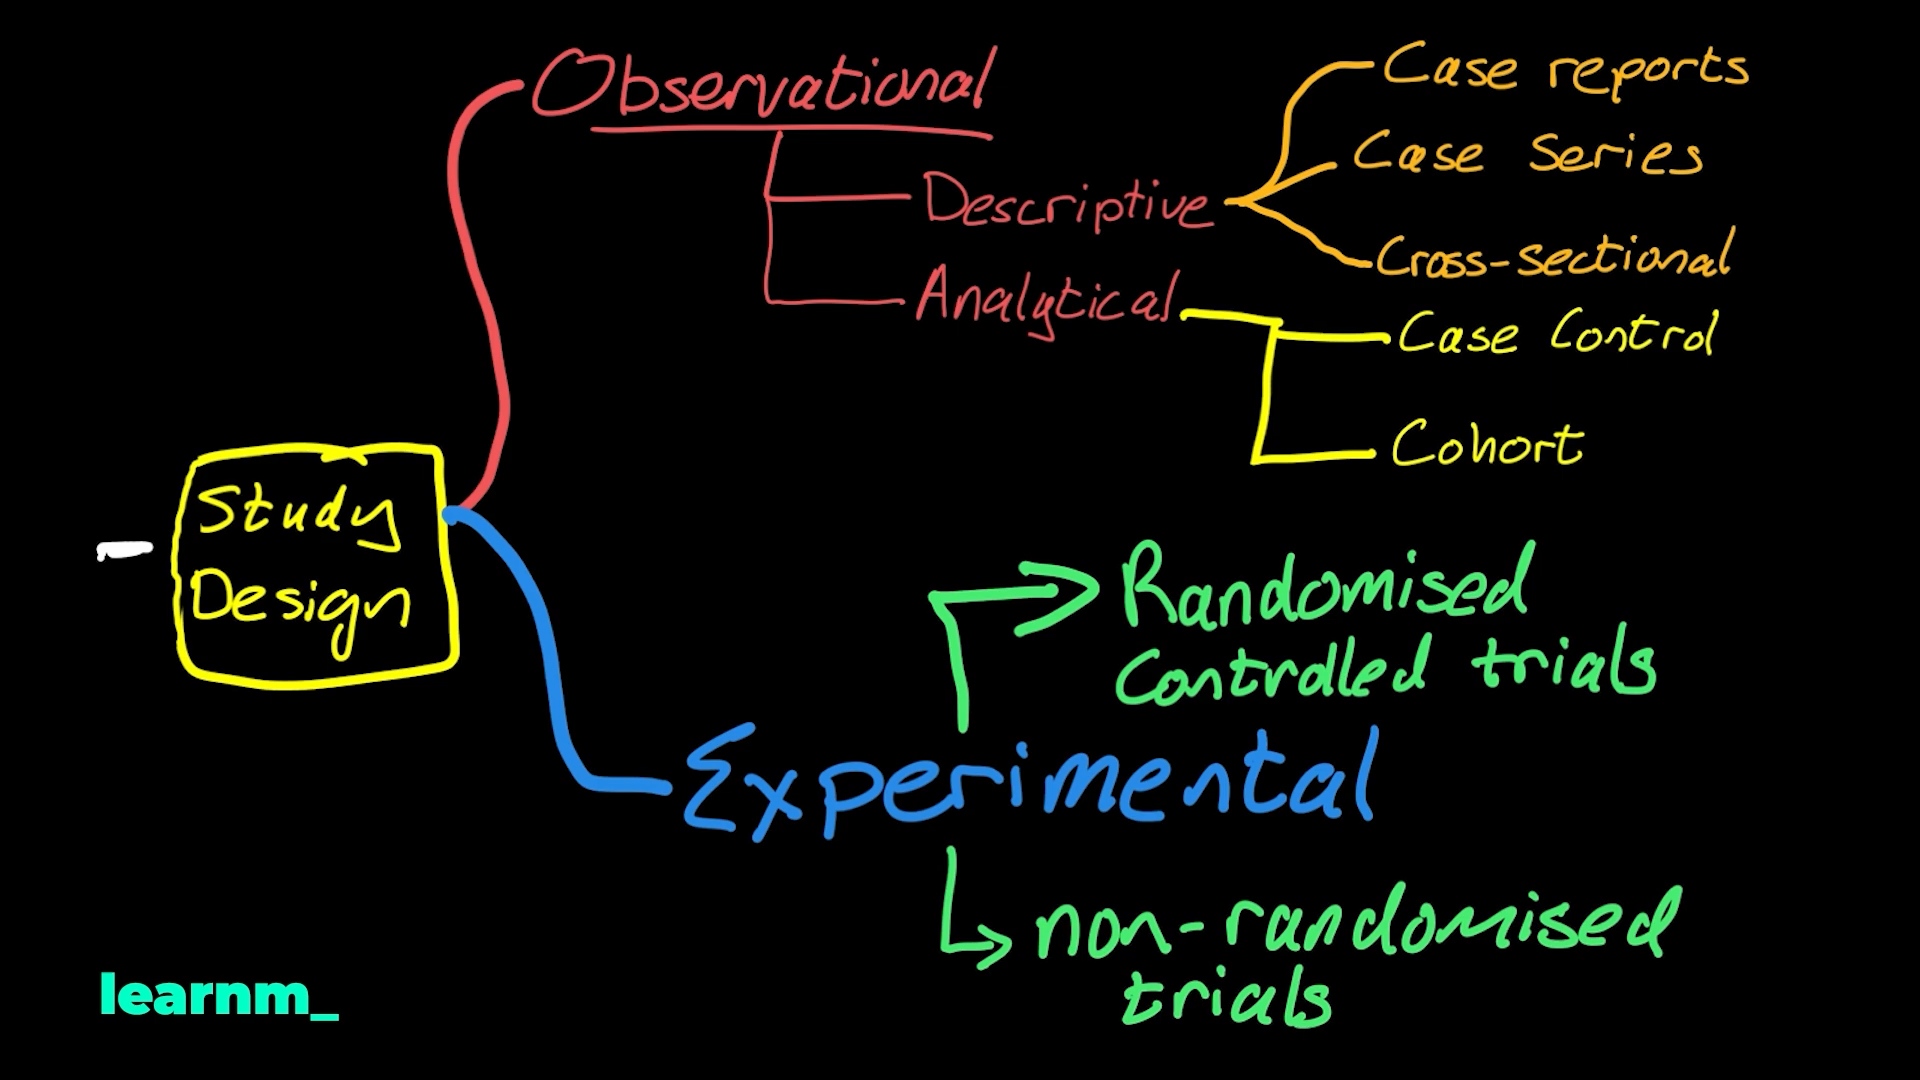 Observational
Descriptive
Analytical
Case reports
Case Series
Cross-sectional
Case Control
Cohort
Study
Design
Randomised
Controlled trials
Experimental
non-randomised
trials
learnm_